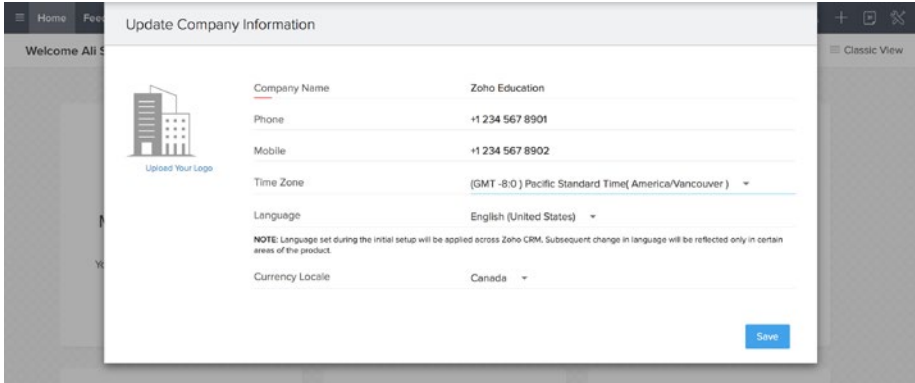 Home Feed
Update Company Information
Welcome Ali S
Classic View
Company Name Zoho Education
Phone +1 234 567 8901
Mobile +1 234 567 8902
Upload Your Logo
Time Zone (GMT -8:0 ) Pacific Standard Time( America/Vancouver )
Language English (United States)
NOTE: Language set during the initial setup will be applied across Zoho CRM. Subsequent change in language will be reflected only in certain
areas of the product.
Currency Locale Canada
Save